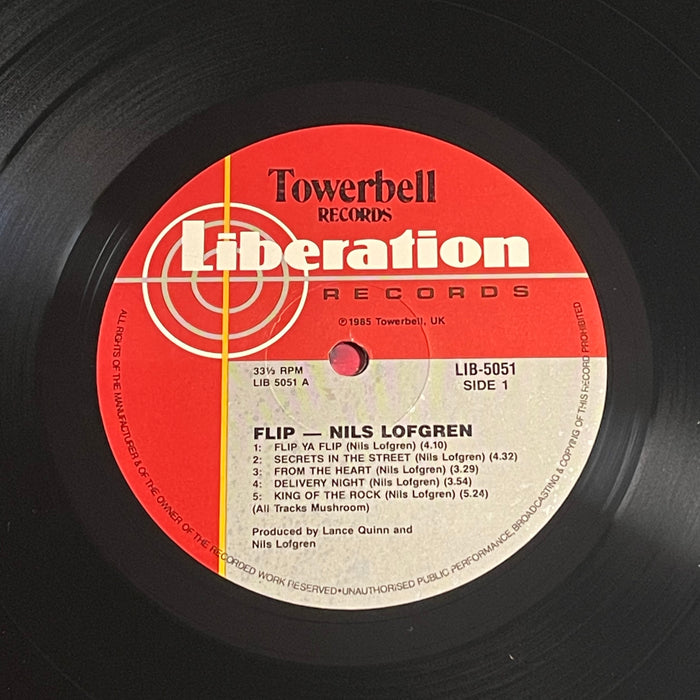 Towerbell
RECORDS
Liberation
RECORDS
℗1985 Towerbell, UK
33⅓ RPM
LIB 5051 A
LIB-5051
SIDE 1
FLIP — NILS LOFGREN
1: FLIP YA FLIP (Nils Lofgren) (4.10)
2: SECRETS IN THE STREET (Nils Lofgren) (4.32)
3: FROM THE HEART (Nils Lofgren) (3.29)
4: DELIVERY NIGHT (Nils Lofgren) (3.54)
5: KING OF THE ROCK (Nils Lofgren) (5.24)
(All Tracks Mushroom)
Produced by Lance Quinn and
Nils Lofgren
ALL RIGHTS OF THE MANUFACTURER & OF THE OWNER OF THE RECORDED WORK RESERVED•UNAUTHORISED PUBLIC PERFORMANCE, BROADCASTING & COPYING OF THIS RECORD PROHIBITED